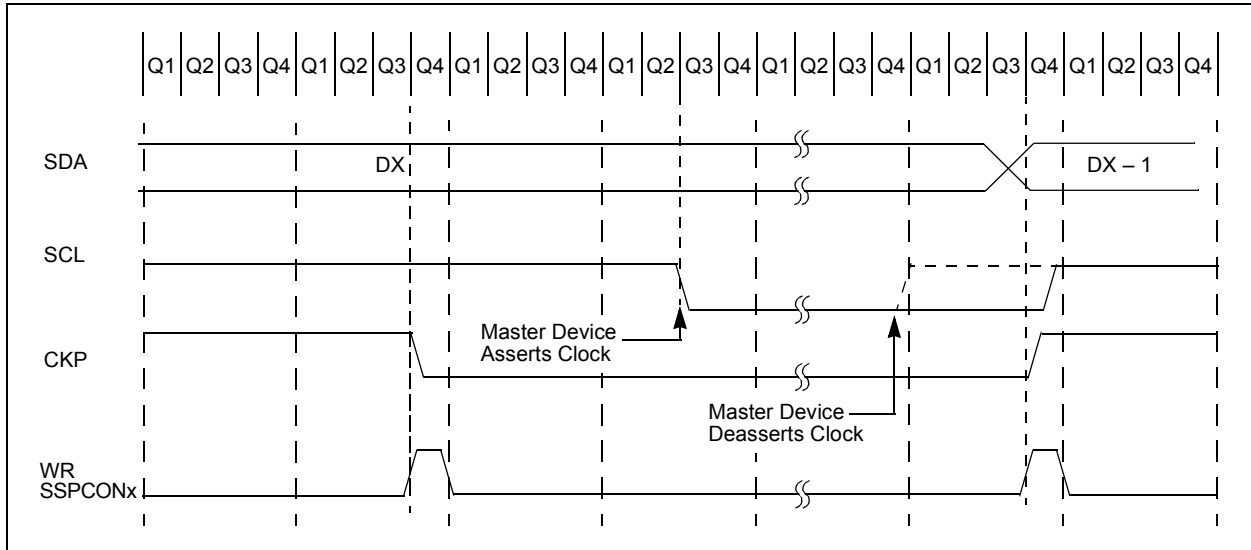 Q1 Q2 Q3 Q4 Q1 Q2 Q3 Q4 Q1 Q2 Q3 Q4 Q1 Q2 Q3 Q4 Q1 Q2 Q3 Q4 Q1 Q2 Q3 Q4 Q1 Q2 Q3 Q4
SDA
DX
DX – 1
SCL
Master Device
Asserts Clock
CKP
Master Device
Deasserts Clock
WR
SSPCONx